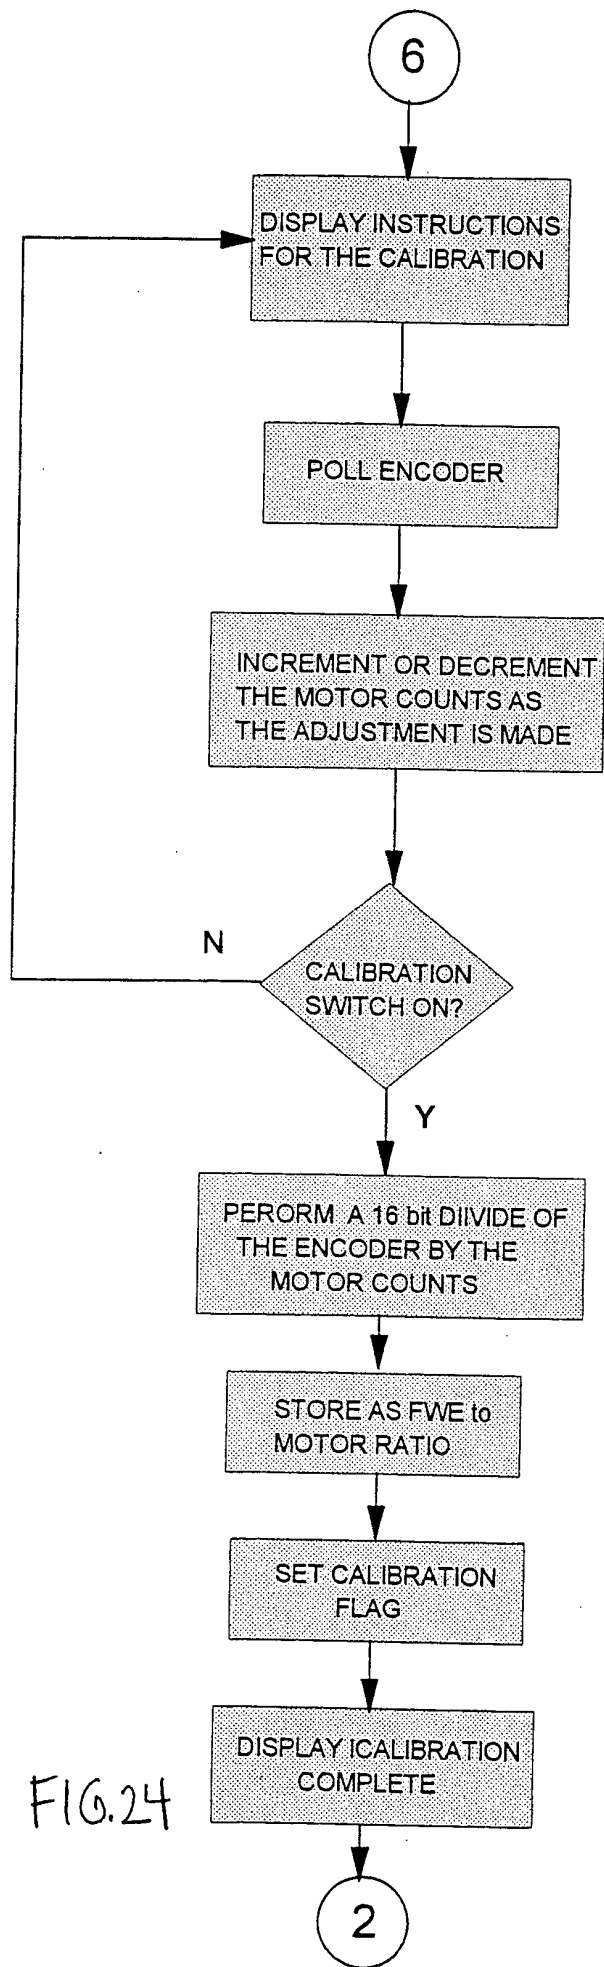 6
DISPLAY INSTRUCTIONS
FOR THE CALIBRATION
POLL ENCODER
INCREMENT OR DECREMENT
THE MOTOR COUNTS AS
THE ADJUSTMENT IS MADE
N
CALIBRATION
SWITCH ON?
Y
PERORM A 16 bit DIIVIDE OF
THE ENCODER BY THE
MOTOR COUNTS
STORE AS FWE to
MOTOR RATIO
SET CALIBRATION
FLAG
DISPLAY ICALIBRATION
COMPLETE
FIG.24
2